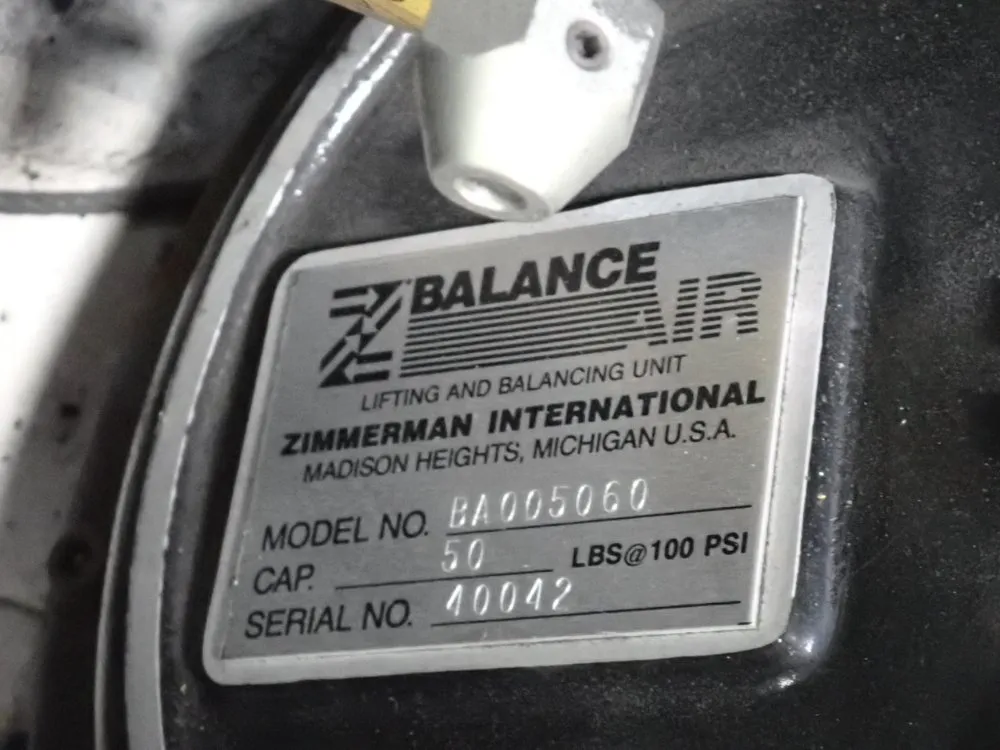 BALANCE
AIR
LIFTING AND BALANCING UNIT
ZIMMERMAN INTERNATIONAL
MADISON HEIGHTS, MICHIGAN U.S.A.
MODEL NO. BA005060
CAP. 50 LBS@100 PSI
SERIAL NO. 10042